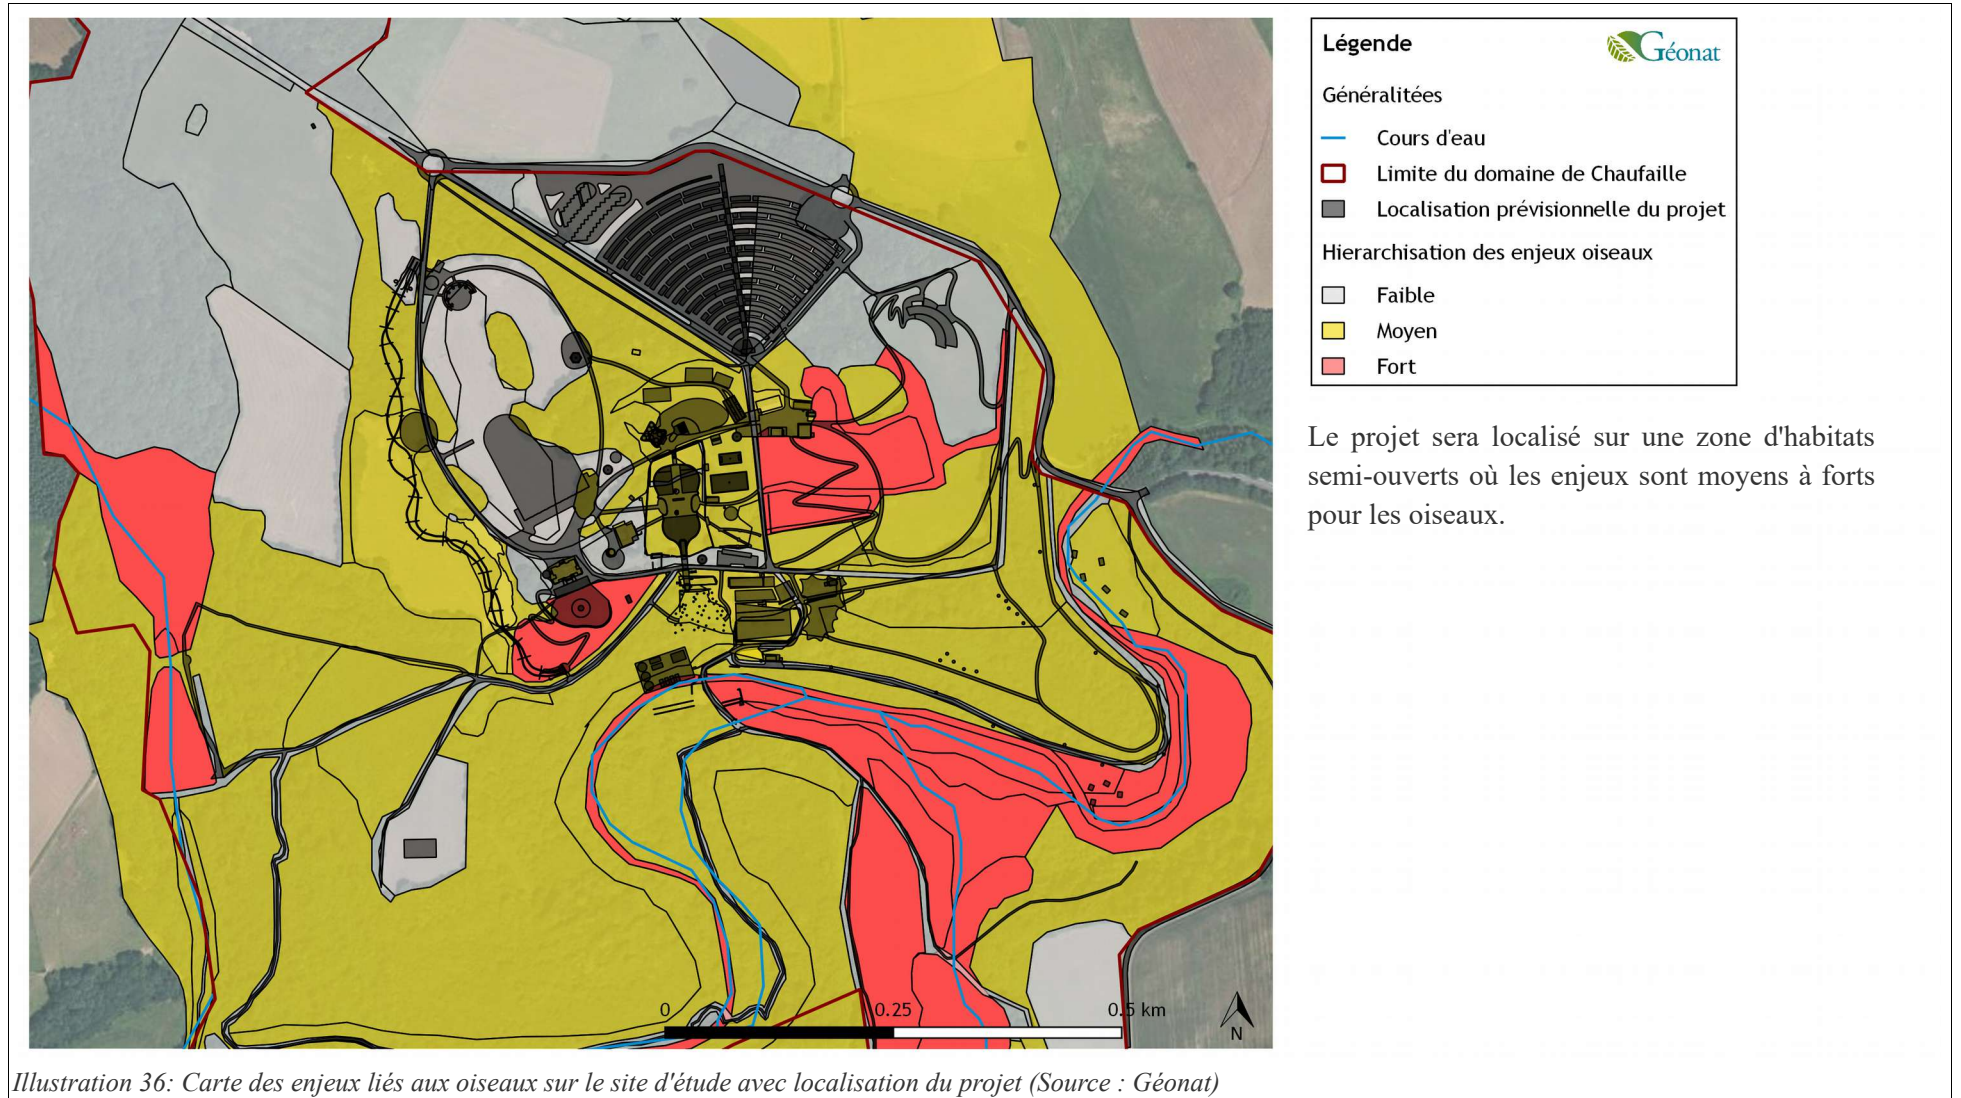 Légende
Géonat
Généralitées
Cours d'eau
Limite du domaine de Chaufaille
Localisation prévisionnelle du projet
Hierarchisation des enjeux oiseaux
Faible
Moyen
Fort
Le projet sera localisé sur une zone d'habitats
semi-ouverts où les enjeux sont moyens à forts
pour les oiseaux.
0 0.25 0.5 km
N
Illustration 36: Carte des enjeux liés aux oiseaux sur le site d'étude avec localisation du projet (Source : Géonat)